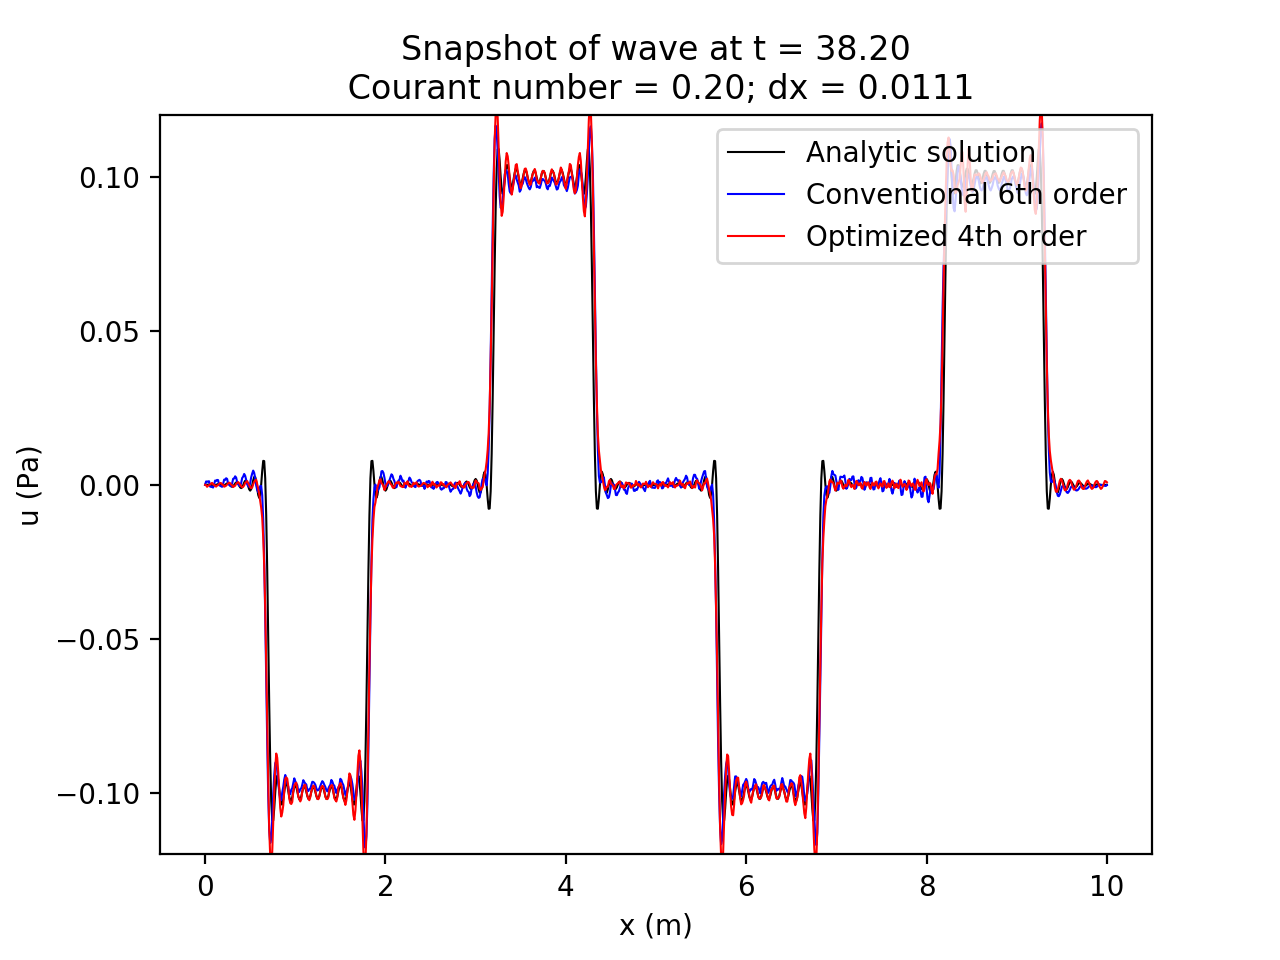 Snapshot of wave at t = 38.20
Courant number = 0.20; dx = 0.0111
Analytic solution
Conventional 6th order
Optimized 4th order
0.10
0.05
0.00
−0.05
−0.10
u (Pa)
0 2 4 6 8 10
x (m)